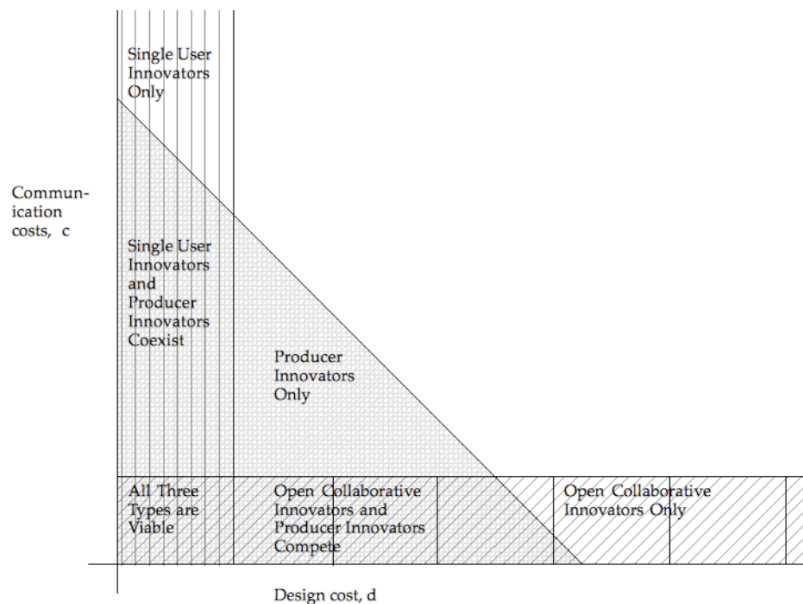 Single User
Innovators
Only
Commun-
ication
costs, c
Single User
Innovators
and
Producer
Innovators
Coexist
Producer
Innovators
Only
All Three
Types are
Viable
Open Collaborative
Innovators and
Producer Innovators
Compete
Open Collaborative
Innovators Only
Design cost, d